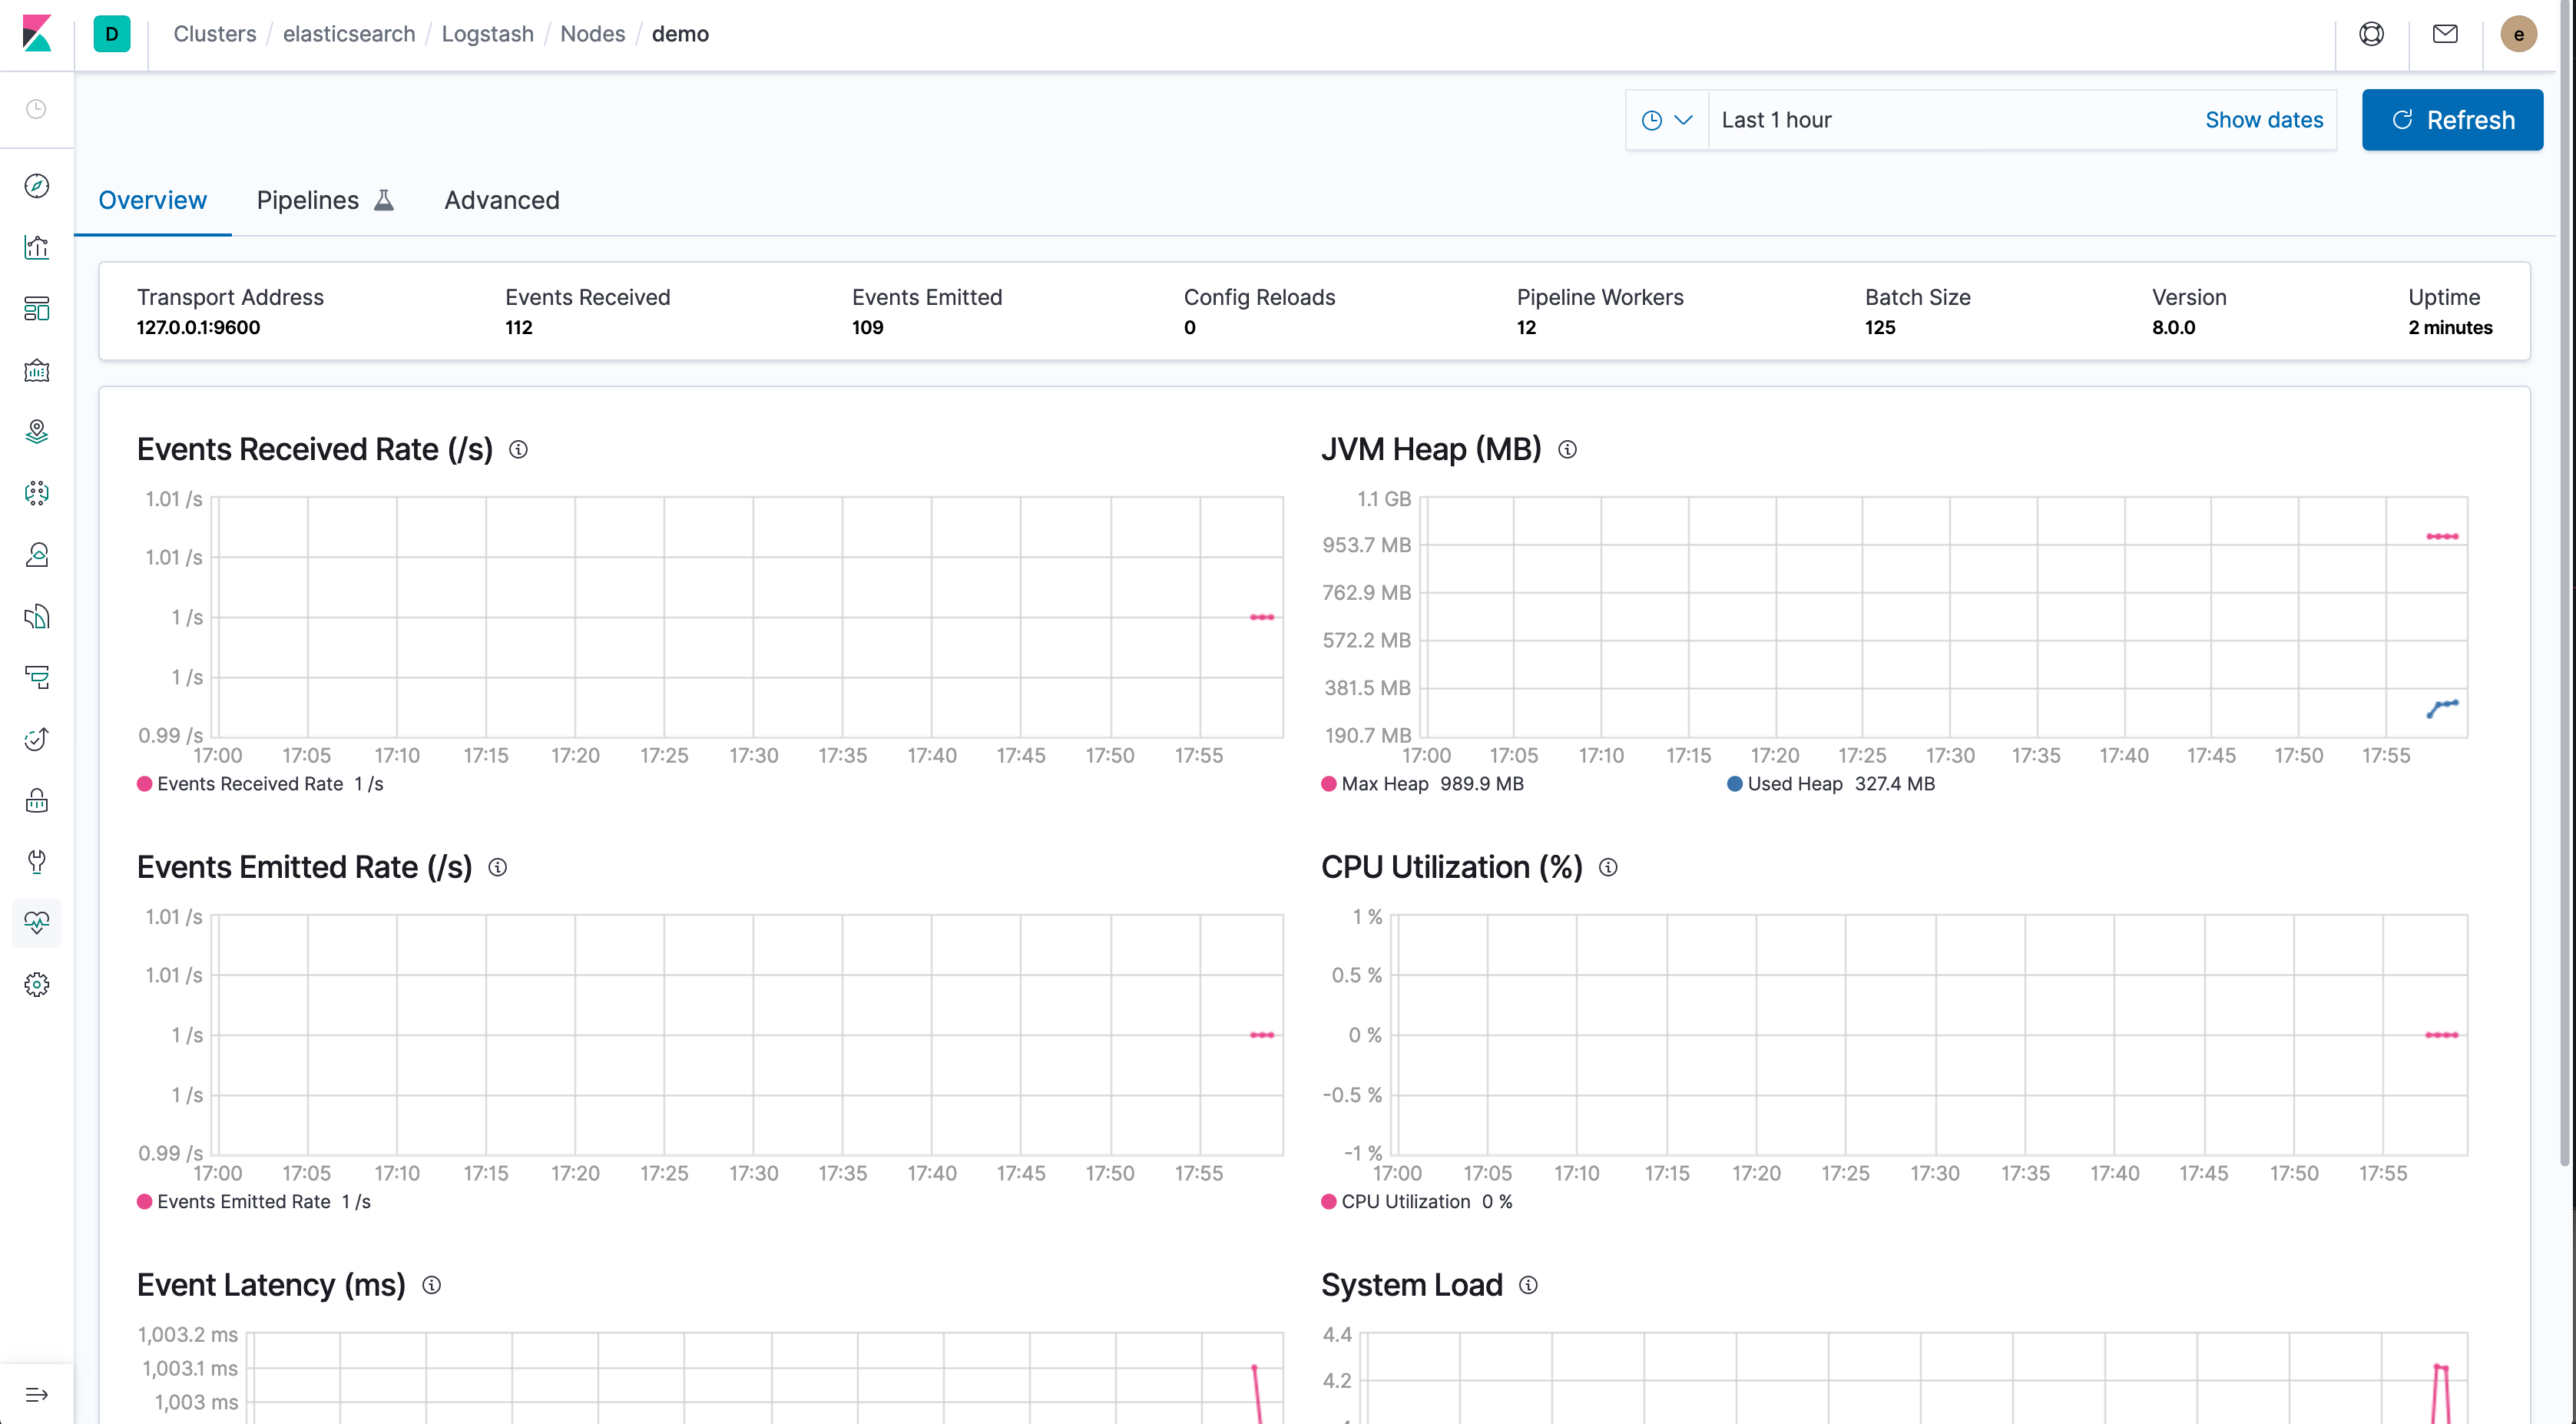 D Clusters / elasticsearch / Logstash / Nodes / demo e
Last 1 hour Show dates Refresh
Overview Pipelines Advanced
Transport Address Events Received Events Emitted Config Reloads Pipeline Workers Batch Size Version Uptime
127.0.0.1:9600 112 109 0 12 125 8.0.0 2 minutes
Events Received Rate (/s)
1.01 /s
1.01 /s
1 /s
1 /s
0.99 /s
17:00 17:05 17:10 17:15 17:20 17:25 17:30 17:35 17:40 17:45 17:50 17:55
Events Received Rate 1 /s
JVM Heap (MB)
1.1 GB
953.7 MB
762.9 MB
572.2 MB
381.5 MB
190.7 MB
17:00 17:05 17:10 17:15 17:20 17:25 17:30 17:35 17:40 17:45 17:50 17:55
Max Heap 989.9 MB Used Heap 327.4 MB
Events Emitted Rate (/s)
1.01 /s
1.01 /s
1 /s
1 /s
0.99 /s
17:00 17:05 17:10 17:15 17:20 17:25 17:30 17:35 17:40 17:45 17:50 17:55
Events Emitted Rate 1 /s
CPU Utilization (%)
1 %
0.5 %
0 %
-0.5 %
-1 %
17:00 17:05 17:10 17:15 17:20 17:25 17:30 17:35 17:40 17:45 17:50 17:55
CPU Utilization 0 %
Event Latency (ms)
1,003.2 ms
1,003.1 ms
1,003 ms
System Load
4.4
4.2